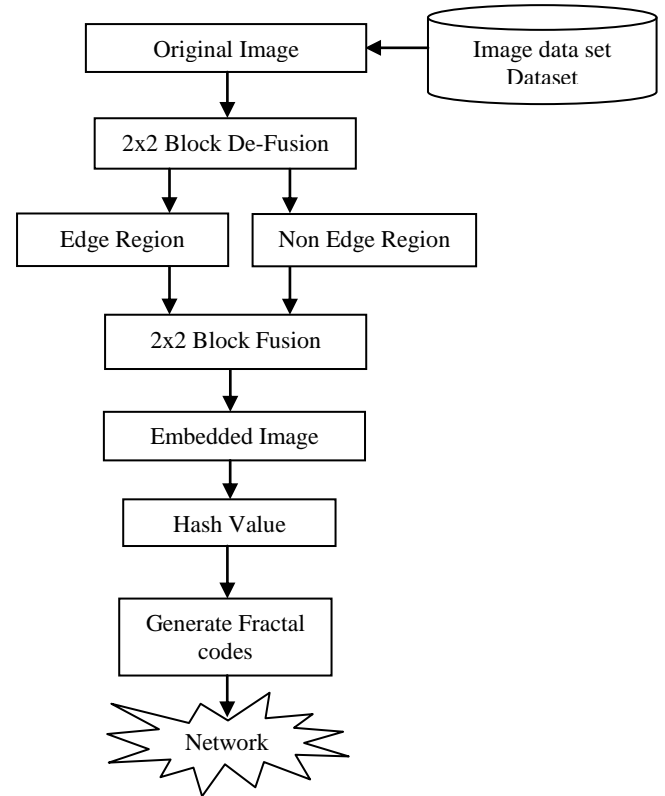 Original Image
Image data set
Dataset
2x2 Block De-Fusion
Edge Region
Non Edge Region
2x2 Block Fusion
Embedded Image
Hash Value
Generate Fractal
codes
Network